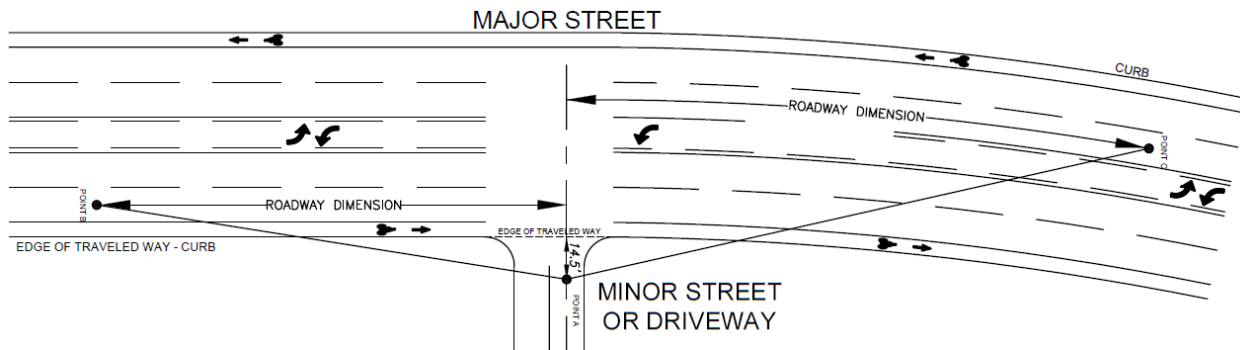 MAJOR STREET
CURB
ROADWAY DIMENSION
POINT C
POINT B
ROADWAY DIMENSION
EDGE OF TRAVELED WAY
EDGE OF TRAVELED WAY - CURB
14.5'
POINT A
MINOR STREET
OR DRIVEWAY